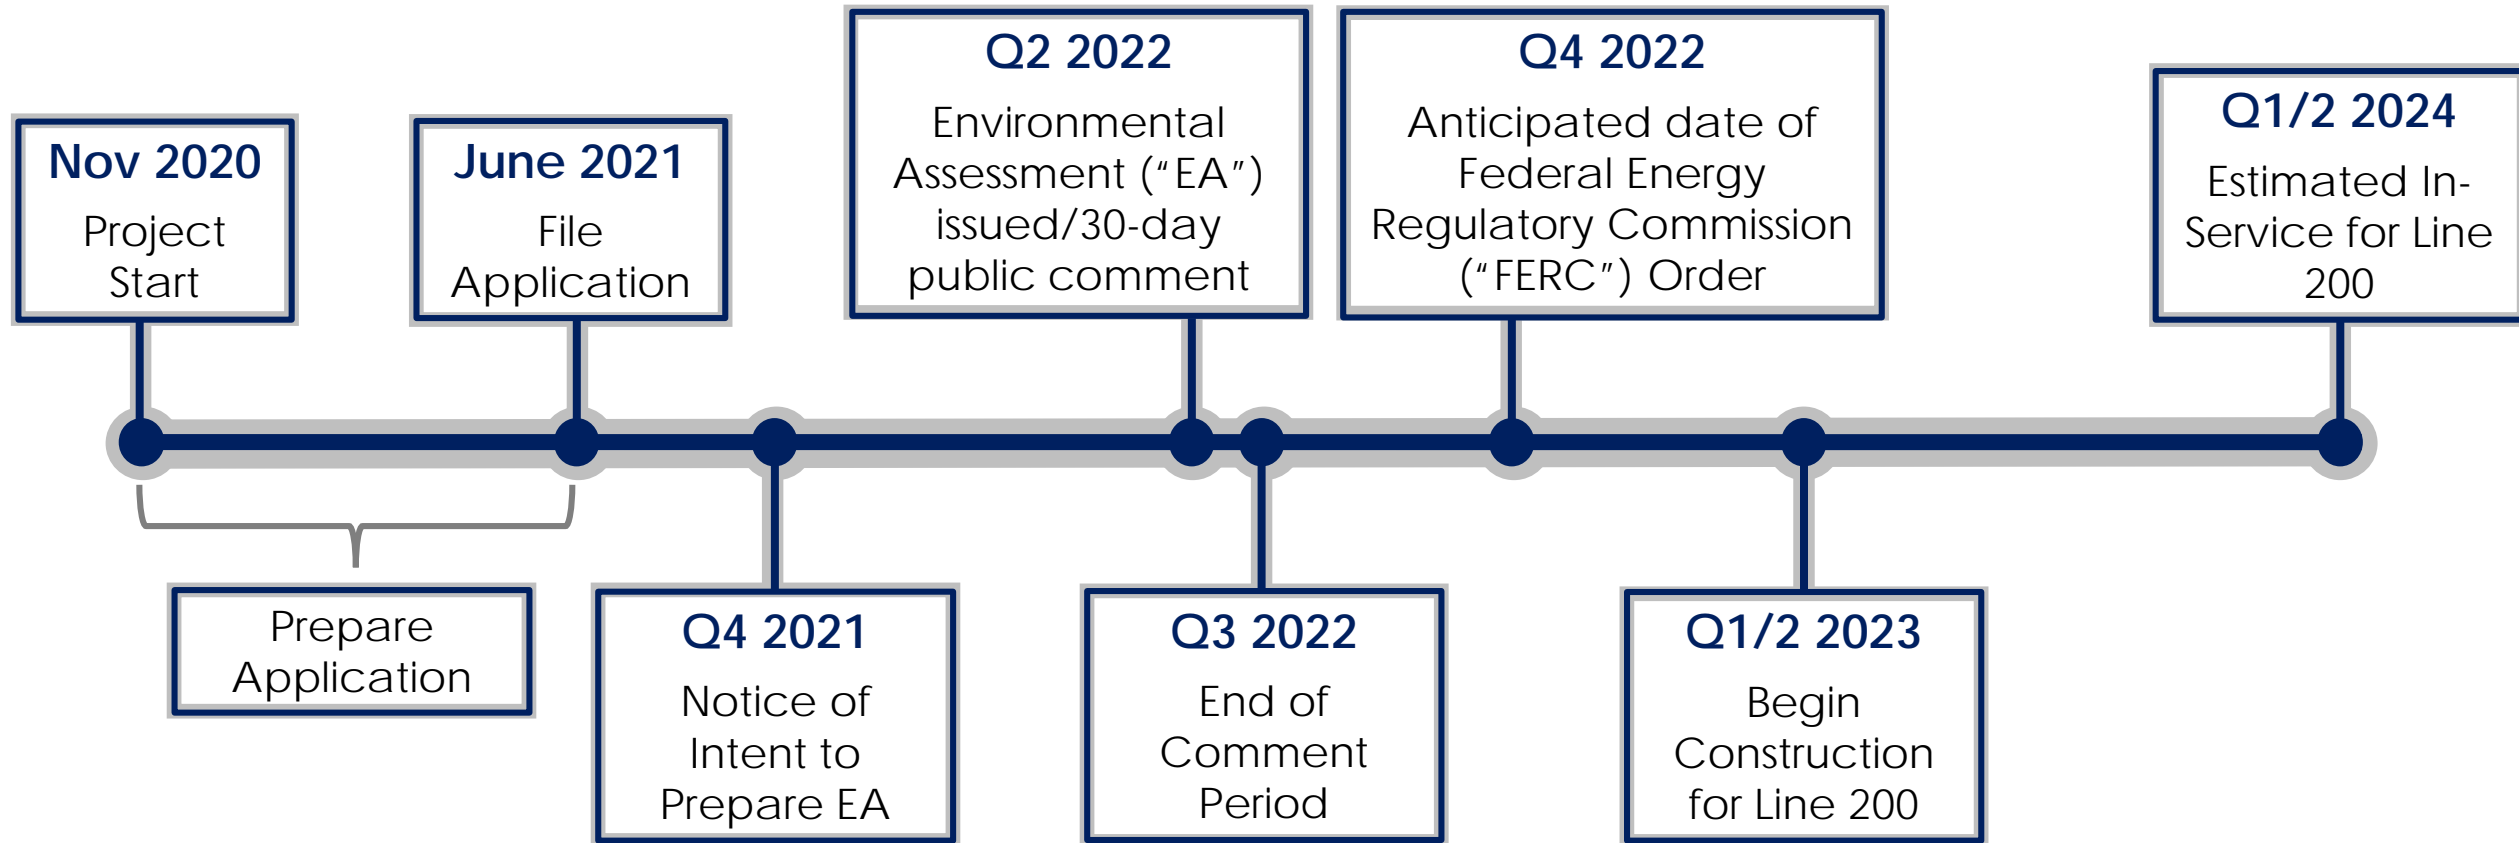 Nov 2020
Project
Start
June 2021
File
Application
Q2 2022
Environmental
Assessment (“EA”)
issued/30-day
public comment
Q4 2022
Anticipated date of
Federal Energy
Regulatory Commission
(“FERC”) Order
Q1/2 2024
Estimated In-
Service for Line
200
Prepare
Application
Q4 2021
Notice of
Intent to
Prepare EA
Q3 2022
End of
Comment
Period
Q1/2 2023
Begin
Construction
for Line 200